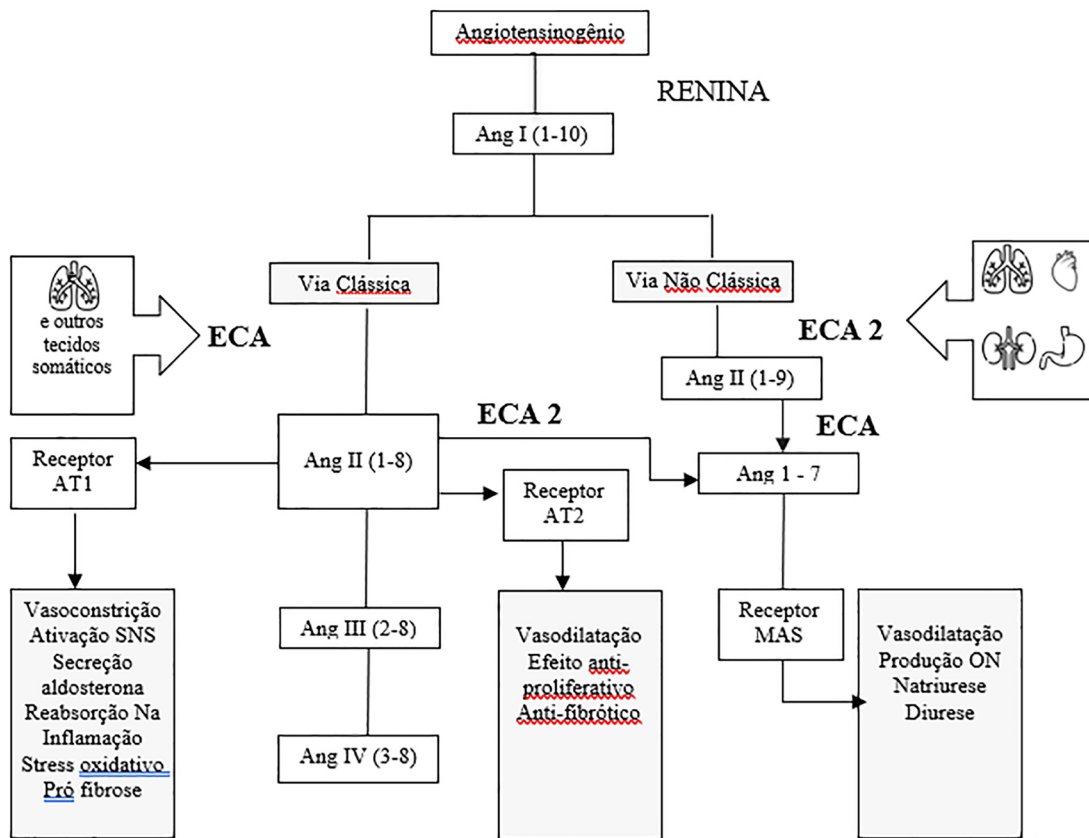 Angiotensinogênio
RENINA
Ang I (1-10)
Via Clássica
Via Não Clássica
e outros
tecidos
somáticos
ECA
ECA 2
Ang II (1-9)
ECA 2
ECA
Receptor
AT1
Ang II (1-8)
Ang 1 - 7
Receptor
AT2
Vasoconstrição
Ativação SNS
Secreção
aldosterona
Reabsorção Na
Inflamação
Stress oxidativo
Pró fibrose
Ang III (2-8)
Ang IV (3-8)
Vasodilatação
Efeito anti-
proliferativo
Anti-fibrótico
Receptor
MAS
Vasodilatação
Produção ON
Natriurese
Diurese